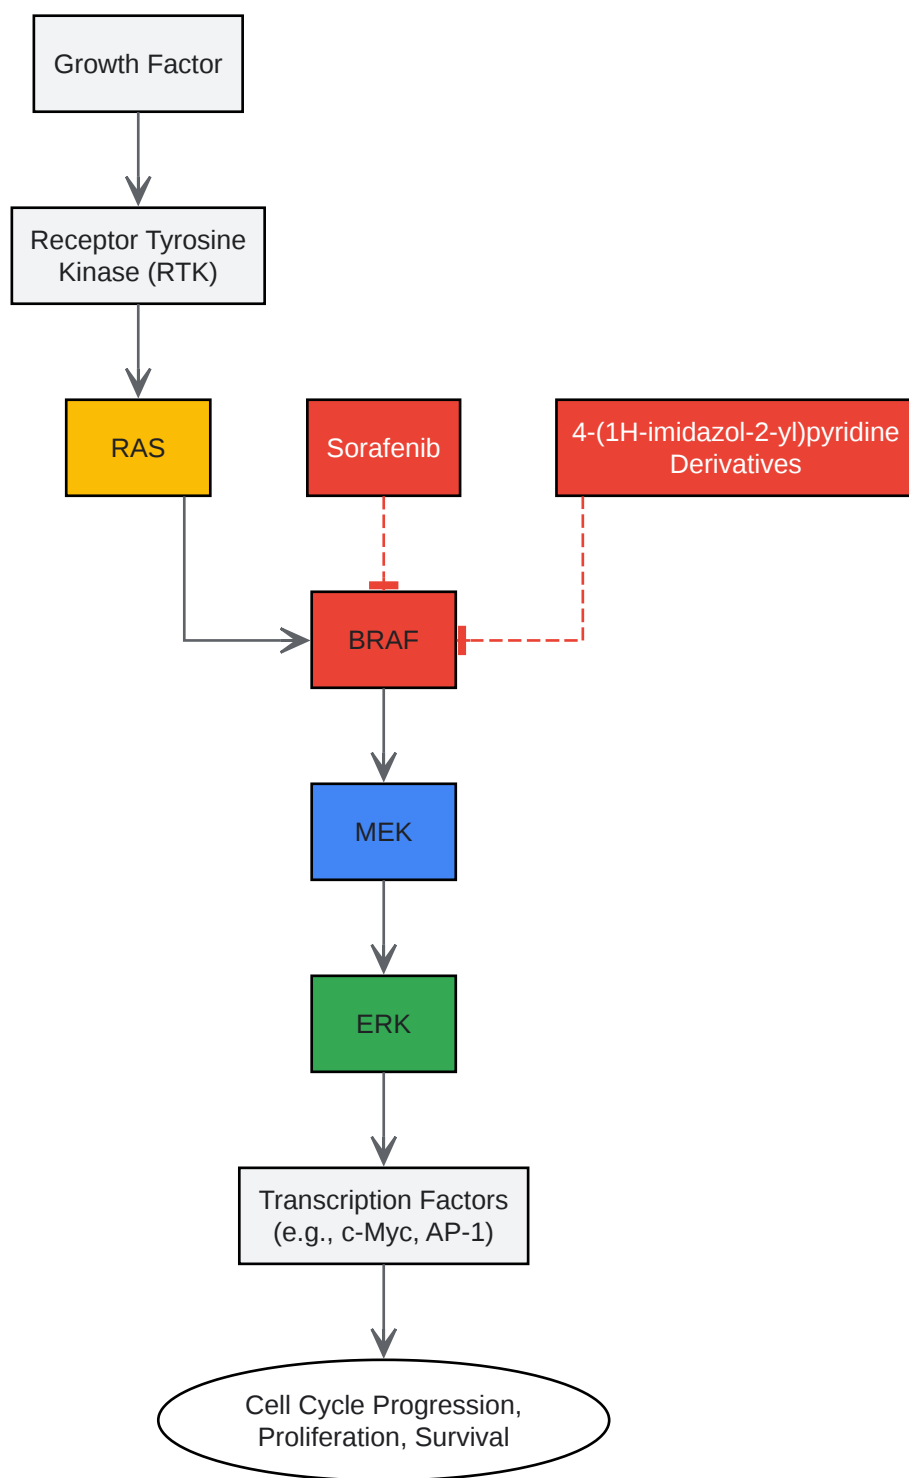 Growth Factor
Receptor Tyrosine
Kinase (RTK)
RAS
Sorafenib
4-(1H-imidazol-2-yl)pyridine
Derivatives
BRAF
MEK
ERK
Transcription Factors
(e.g., c-Myc, AP-1)
Cell Cycle Progression,
Proliferation, Survival